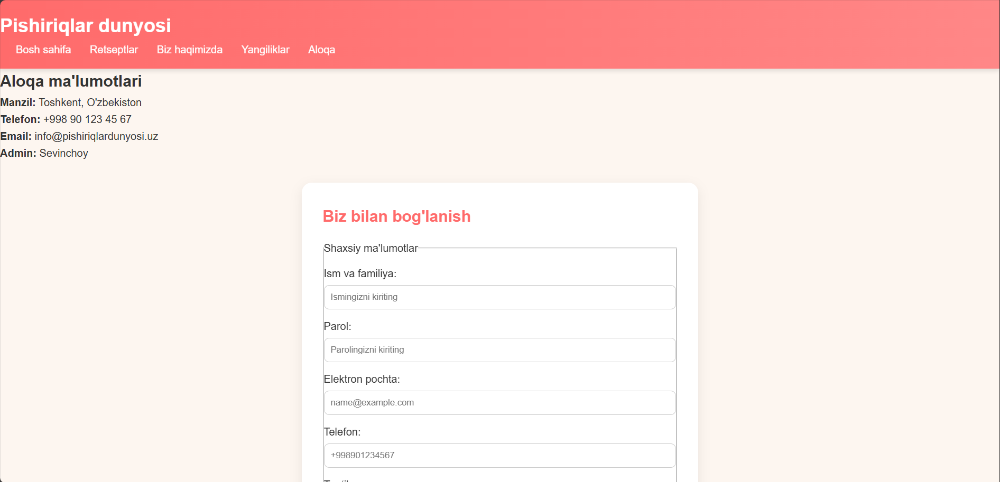 Pishiriqlar dunyosi
Bosh sahifa Retseptlar Biz haqimizda Yangiliklar Aloqa
Aloqa ma'lumotlari
Manzil: Toshkent, O'zbekiston
Telefon: +998 90 123 45 67
Email: info@pishiriqlardunyosi.uz
Admin: Sevinchoy
Biz bilan bog'lanish
Shaxsiy ma'lumotlar
Ism va familiya:
Ismingizni kiriting
Parol:
Parolingizni kiriting
Elektron pochta:
name@example.com
Telefon:
+998901234567